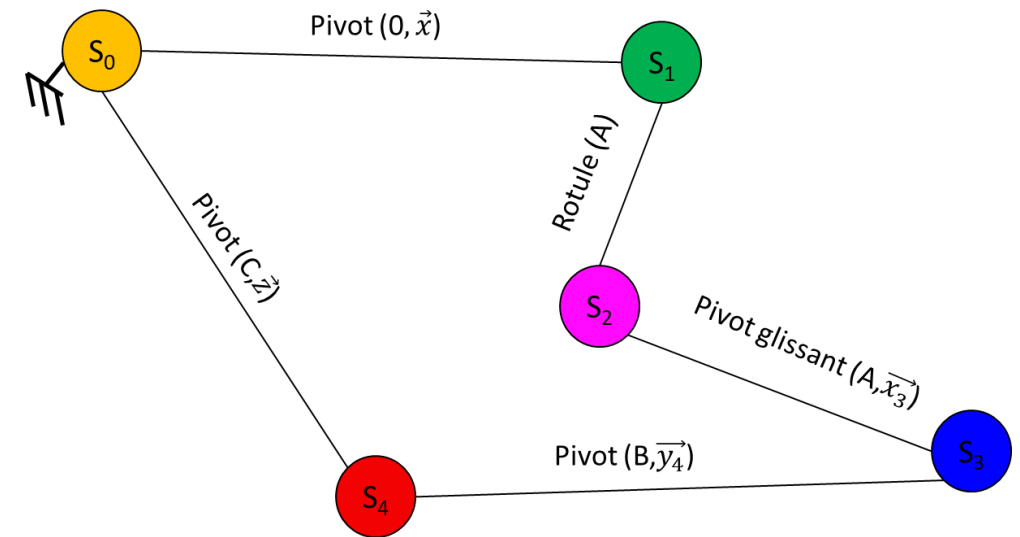 Pivot (0, x⃗)
S₀
S₁
Rotule (A)
Pivot (C,z⃗)
S₂
Pivot glissant (A,x₃⃗)
Pivot (B,y₄⃗)
S₃
S₄